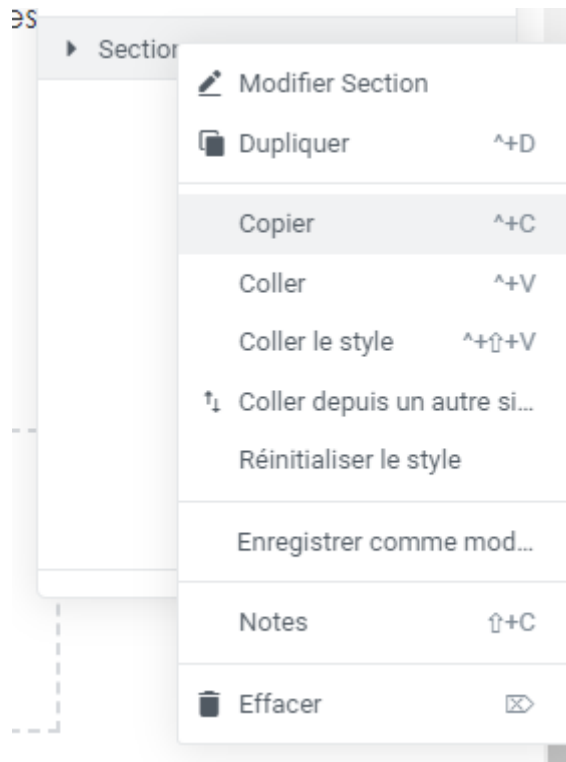 es
Section
Modifier Section
Dupliquer ^+D
Copier ^+C
Coller ^+V
Coller le style ^+⇧+V
Coller depuis un autre si...
Réinitialiser le style
Enregistrer comme mod...
Notes ⇧+C
Effacer ⌦